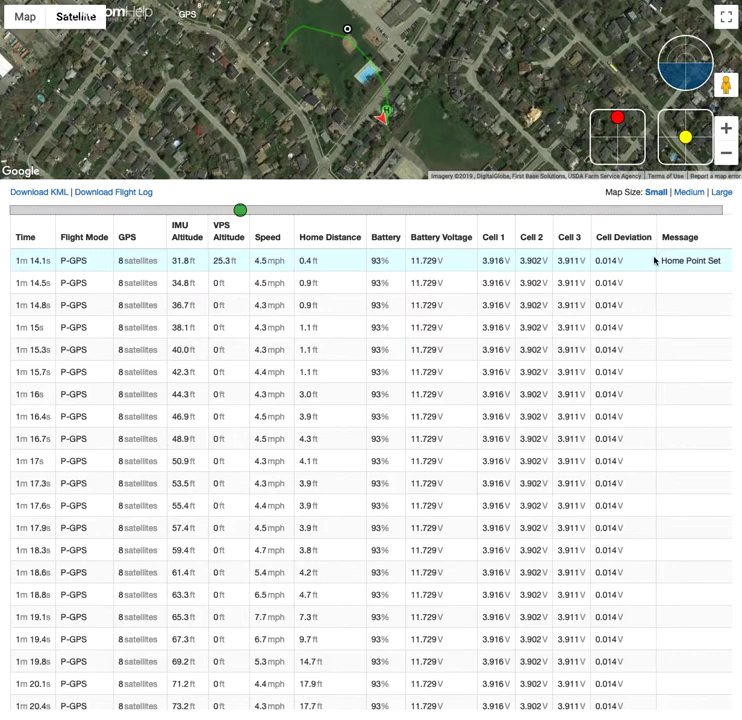 Map Satellite omHelp GPS 8
H
Google
Imagery ©2019 , DigitalGlobe, First Base Solutions, USDA Farm Service Agency | Terms of Use | Report a map error
Download KML | Download Flight Log Map Size: Small | Medium | Large
Time Flight Mode GPS IMU Altitude VPS Altitude Speed Home Distance Battery Battery Voltage Cell 1 Cell 2 Cell 3 Cell Deviation Message
1m 14.1s P-GPS 8 satellites 31.8 ft 25.3 ft 4.5 mph 0.4 ft 93% 11.729 V 3.916 V 3.902 V 3.911 V 0.014 V Home Point Set
1m 14.5s P-GPS 8 satellites 34.8 ft 0 ft 4.5 mph 0.9 ft 93% 11.729 V 3.916 V 3.902 V 3.911 V 0.014 V
1m 14.8s P-GPS 8 satellites 36.7 ft 0 ft 4.3 mph 0.9 ft 93% 11.729 V 3.916 V 3.902 V 3.911 V 0.014 V
1m 15s P-GPS 8 satellites 38.1 ft 0 ft 4.3 mph 1.1 ft 93% 11.729 V 3.916 V 3.902 V 3.911 V 0.014 V
1m 15.3s P-GPS 8 satellites 40.0 ft 0 ft 4.3 mph 1.1 ft 93% 11.729 V 3.916 V 3.902 V 3.911 V 0.014 V
1m 15.7s P-GPS 8 satellites 42.3 ft 0 ft 4.4 mph 1.1 ft 93% 11.729 V 3.916 V 3.902 V 3.911 V 0.014 V
1m 16s P-GPS 8 satellites 44.3 ft 0 ft 4.3 mph 3.0 ft 93% 11.729 V 3.916 V 3.902 V 3.911 V 0.014 V
1m 16.4s P-GPS 8 satellites 46.9 ft 0 ft 4.5 mph 3.9 ft 93% 11.729 V 3.916 V 3.902 V 3.911 V 0.014 V
1m 16.7s P-GPS 8 satellites 48.9 ft 0 ft 4.5 mph 4.3 ft 93% 11.729 V 3.916 V 3.902 V 3.911 V 0.014 V
1m 17s P-GPS 8 satellites 50.9 ft 0 ft 4.3 mph 4.1 ft 93% 11.729 V 3.916 V 3.902 V 3.911 V 0.014 V
1m 17.3s P-GPS 8 satellites 53.5 ft 0 ft 4.3 mph 3.9 ft 93% 11.729 V 3.916 V 3.902 V 3.911 V 0.014 V
1m 17.6s P-GPS 8 satellites 55.4 ft 0 ft 4.4 mph 3.9 ft 93% 11.729 V 3.916 V 3.902 V 3.911 V 0.014 V
1m 17.9s P-GPS 8 satellites 57.4 ft 0 ft 4.5 mph 3.9 ft 93% 11.729 V 3.916 V 3.902 V 3.911 V 0.014 V
1m 18.3s P-GPS 8 satellites 59.4 ft 0 ft 4.7 mph 3.8 ft 93% 11.729 V 3.916 V 3.902 V 3.911 V 0.014 V
1m 18.6s P-GPS 8 satellites 61.4 ft 0 ft 5.4 mph 4.2 ft 93% 11.729 V 3.916 V 3.902 V 3.911 V 0.014 V
1m 18.8s P-GPS 8 satellites 63.3 ft 0 ft 6.5 mph 4.7 ft 93% 11.729 V 3.916 V 3.902 V 3.911 V 0.014 V
1m 19.1s P-GPS 8 satellites 65.3 ft 0 ft 7.7 mph 7.3 ft 93% 11.729 V 3.916 V 3.902 V 3.911 V 0.014 V
1m 19.4s P-GPS 8 satellites 67.3 ft 0 ft 6.7 mph 9.7 ft 93% 11.729 V 3.916 V 3.902 V 3.911 V 0.014 V
1m 19.8s P-GPS 8 satellites 69.2 ft 0 ft 5.3 mph 14.7 ft 93% 11.729 V 3.916 V 3.902 V 3.911 V 0.014 V
1m 20.1s P-GPS 8 satellites 71.2 ft 0 ft 4.4 mph 17.9 ft 93% 11.729 V 3.916 V 3.902 V 3.911 V 0.014 V
1m 20.4s P-GPS 8 satellites 73.2 ft 0 ft 4.3 mph 17.7 ft 93% 11.729 V 3.916 V 3.902 V 3.911 V 0.014 V